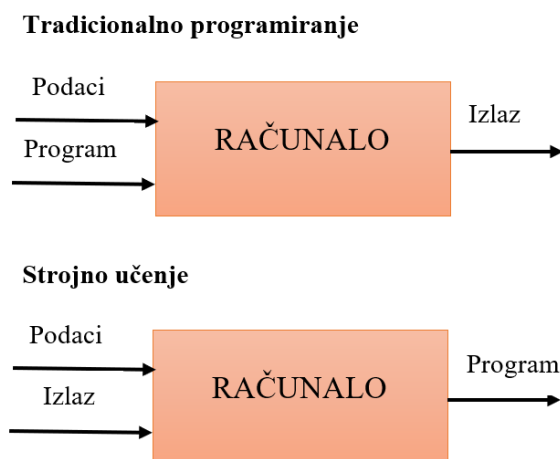 Tradicionalno programiranje
Podaci
Program
RAČUNALO
Izlaz
Strojno učenje
Podaci
Izlaz
RAČUNALO
Program